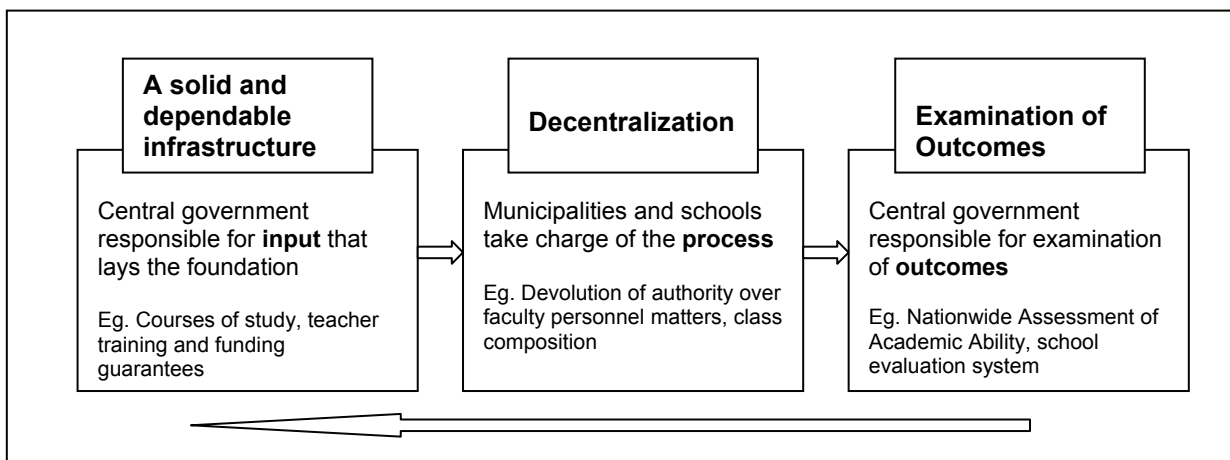 A solid and
dependable
infrastructure
Central government
responsible for input that
lays the foundation
Eg. Courses of study, teacher
training and funding
guarantees
Decentralization
Municipalities and schools
take charge of the process
Eg. Devolution of authority over
faculty personnel matters, class
composition
Examination of
Outcomes
Central government
responsible for examination
of outcomes
Eg. Nationwide Assessment of
Academic Ability, school
evaluation system